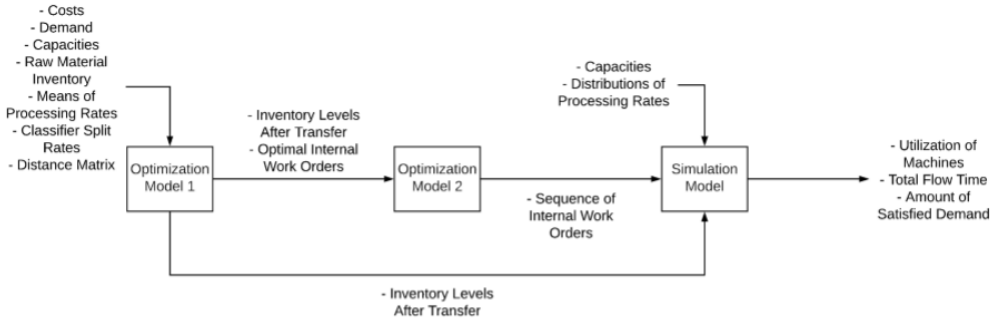 - Costs
- Demand
- Capacities
- Raw Material
Inventory
- Means of
Processing Rates
- Classifier Split
Rates
- Distance Matrix
Optimization
Model 1
- Inventory Levels
After Transfer
- Optimal Internal
Work Orders
Optimization
Model 2
- Sequence of
Internal Work
Orders
- Capacities
- Distributions of
Processing Rates
Simulation
Model
- Utilization of
Machines
- Total Flow Time
- Amount of
Satisfied Demand
- Inventory Levels
After Transfer